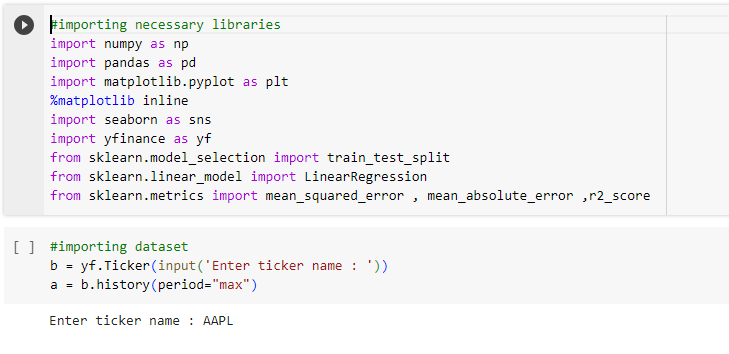 #importing necessary libraries
import numpy as np
import pandas as pd
import matplotlib.pyplot as plt
%matplotlib inline
import seaborn as sns
import yfinance as yf
from sklearn.model_selection import train_test_split
from sklearn.linear_model import LinearRegression
from sklearn.metrics import mean_squared_error , mean_absolute_error ,r2_score
[ ] #importing dataset
b = yf.Ticker(input('Enter ticker name : '))
a = b.history(period="max")
Enter ticker name : AAPL